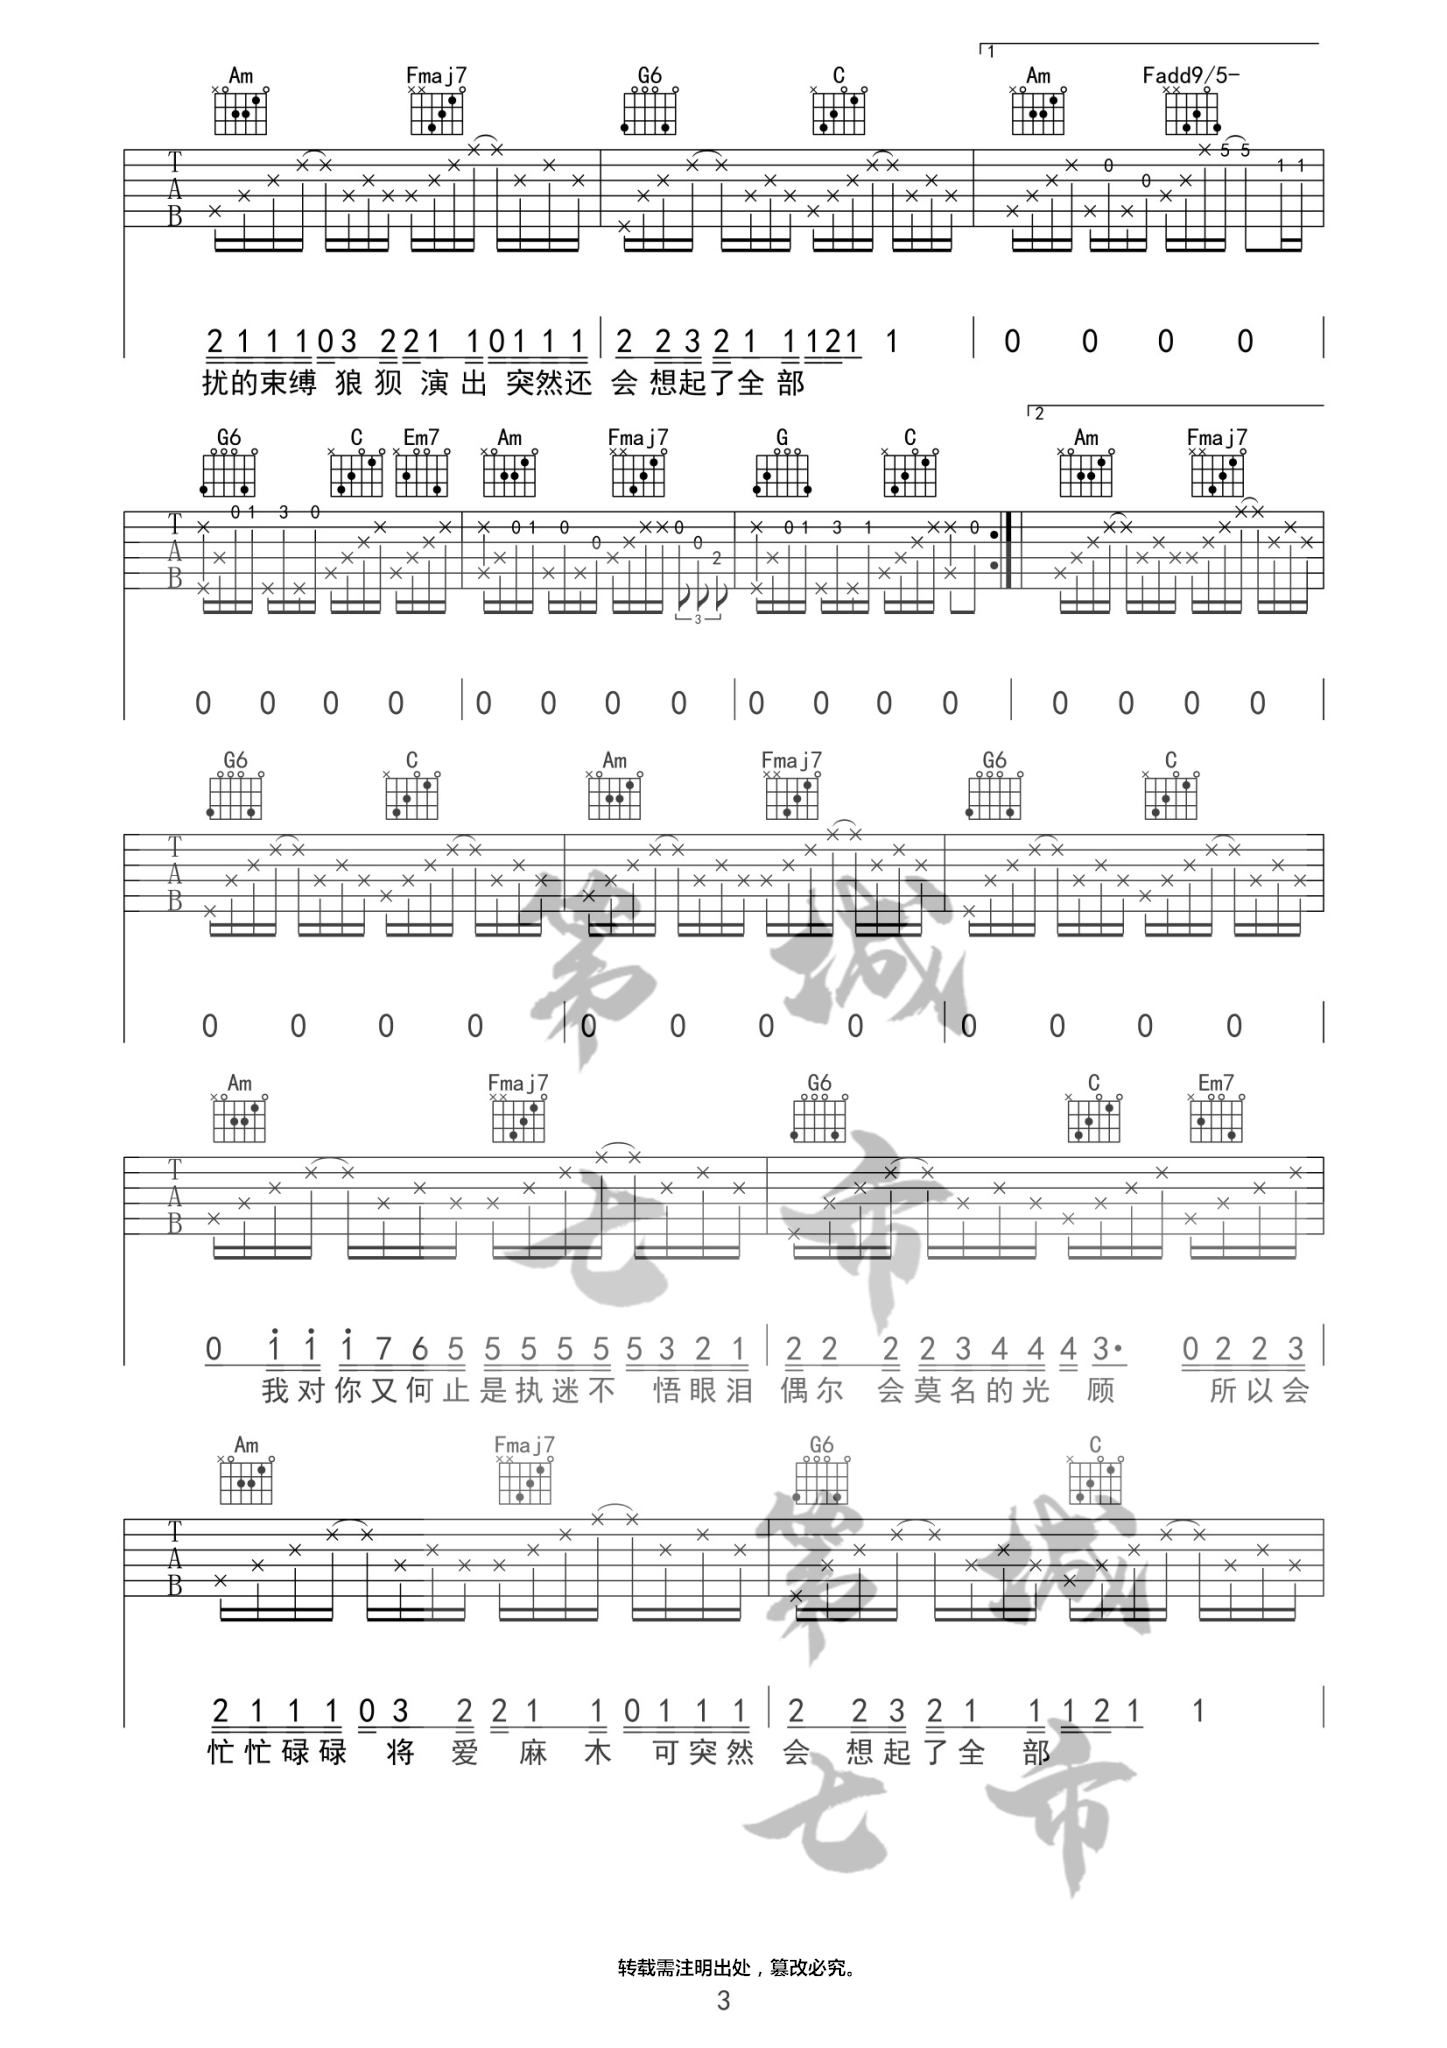 1
Am Fmaj7 G6 C Am Fadd9/5-
T A B
0 0 5 5 1 1
2 1 1 1 0 3 2 2 1 1 0 1 1 1 2 2 3 2 1 1 1 2 1 1 0 0 0 0
扰的束缚 狼 狈 演 出 突然还 会 想起了全 部
2
G6 C Em7 Am Fmaj7 G C Am Fmaj7
T A B
0 1 3 0 0 1 0 0 0 0 2 0 1 3 1 0
3
0 0 0 0 0 0 0 0 0 0 0 0 0 0 0 0
G6 C Am Fmaj7 G6 C
T A B
0 0 0 0 0 0 0 0 0 0 0 0
第 城
Am Fmaj7 G6 C Em7
T A B
七 市
0 1 1 1 7 6 5 5 5 5 5 5 3 2 1 2 2 2 2 3 4 4 4 3· 0 2 2 3
我对你又何止是执迷不 悟眼泪 偶尔 会莫名的光 顾 所以会
Am Fmaj7 G6 C
T A B
第 城
2 1 1 1 0 3 2 2 1 1 0 1 1 1 2 2 3 2 1 1 1 2 1 1
忙忙碌碌 将 爱 麻 木 可突然 会 想起了全 部
七 市
转载需注明出处，篡改必究。
3